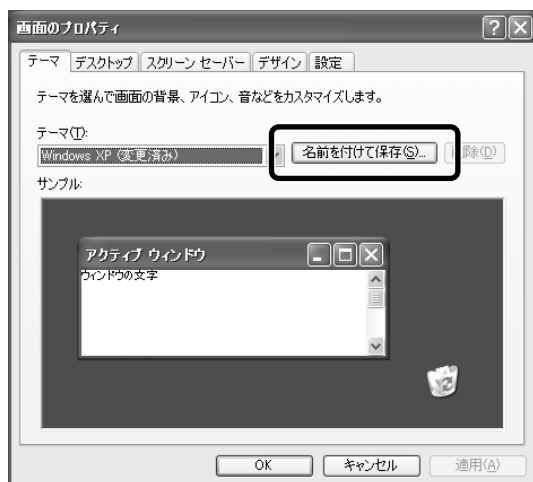 画面のプロパティ
テーマ デスクトップ スクリーン セーバー デザイン 設定
テーマを選んで画面の背景、アイコン、音などをカスタマイズします。
テーマ(T):
Windows XP (変更済み) 名前を付けて保存(S)... 削除(D)
サンプル:
アクティブ ウィンドウ
ウィンドウの文字
OK キャンセル 適用(A)